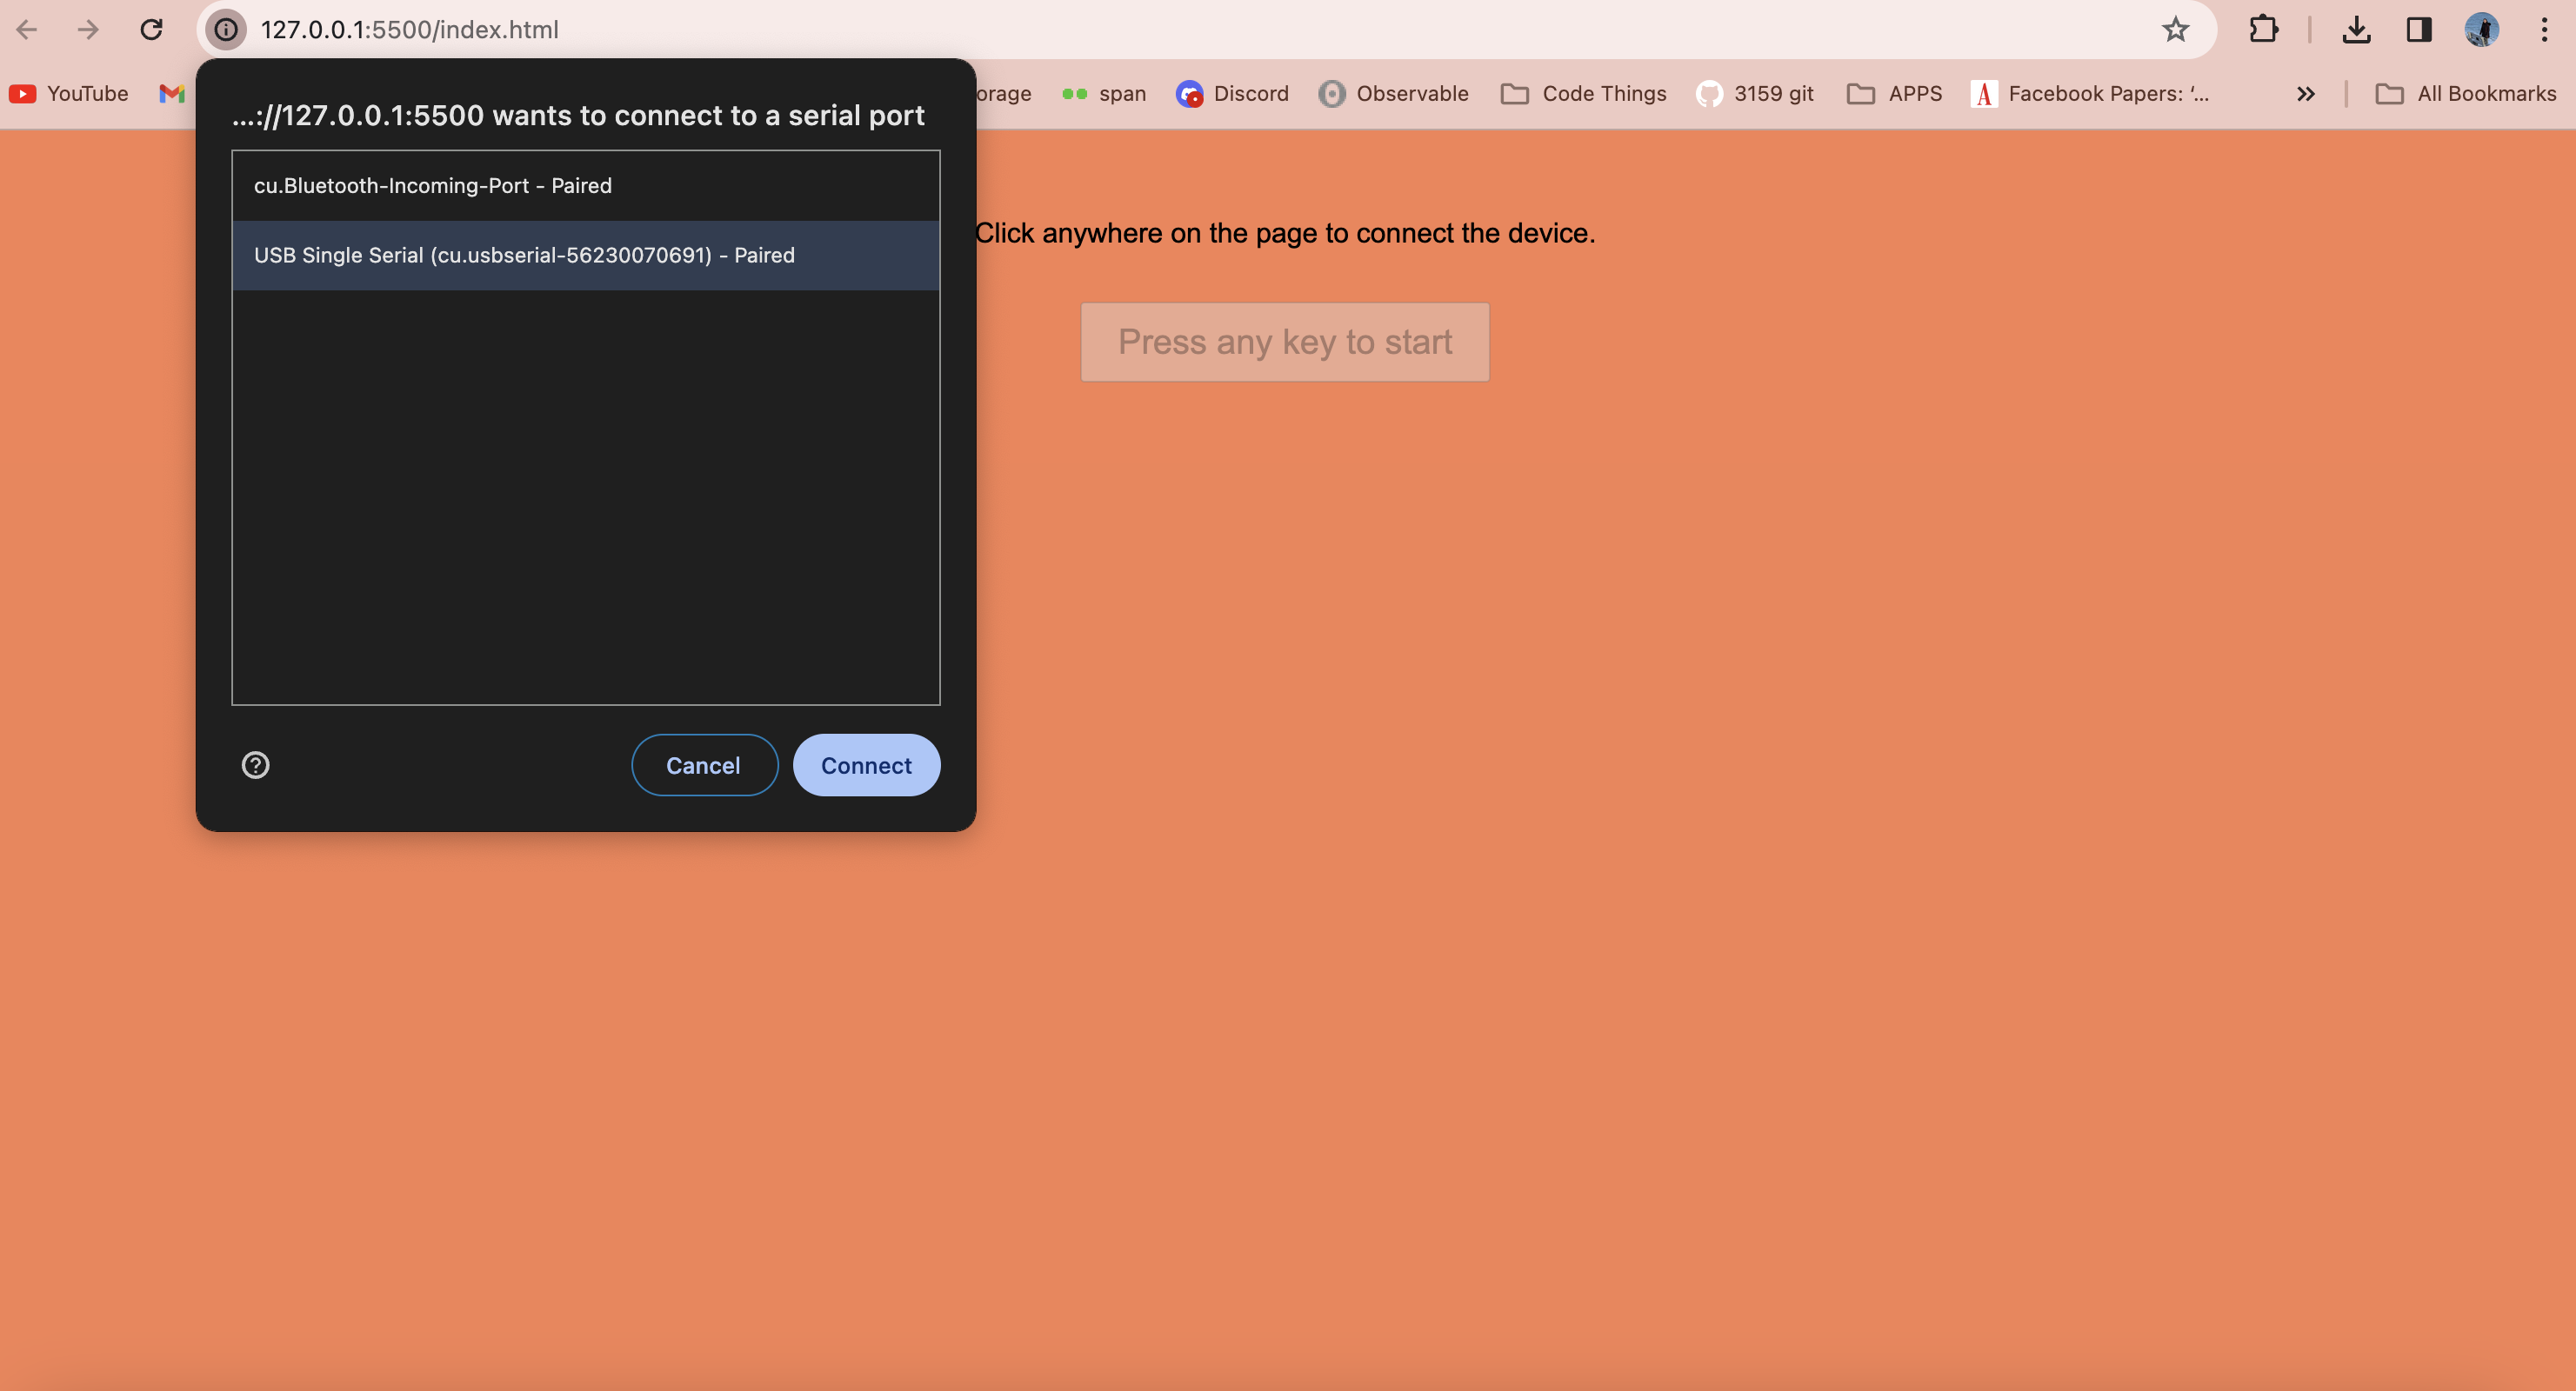 127.0.0.1:5500/index.html
YouTube
orage
span
Discord
Observable
Code Things
3159 git
APPS
Facebook Papers: ‘...
All Bookmarks
...://127.0.0.1:5500 wants to connect to a serial port
cu.Bluetooth-Incoming-Port - Paired
USB Single Serial (cu.usbserial-56230070691) - Paired
Cancel
Connect
Click anywhere on the page to connect the device.
Press any key to start